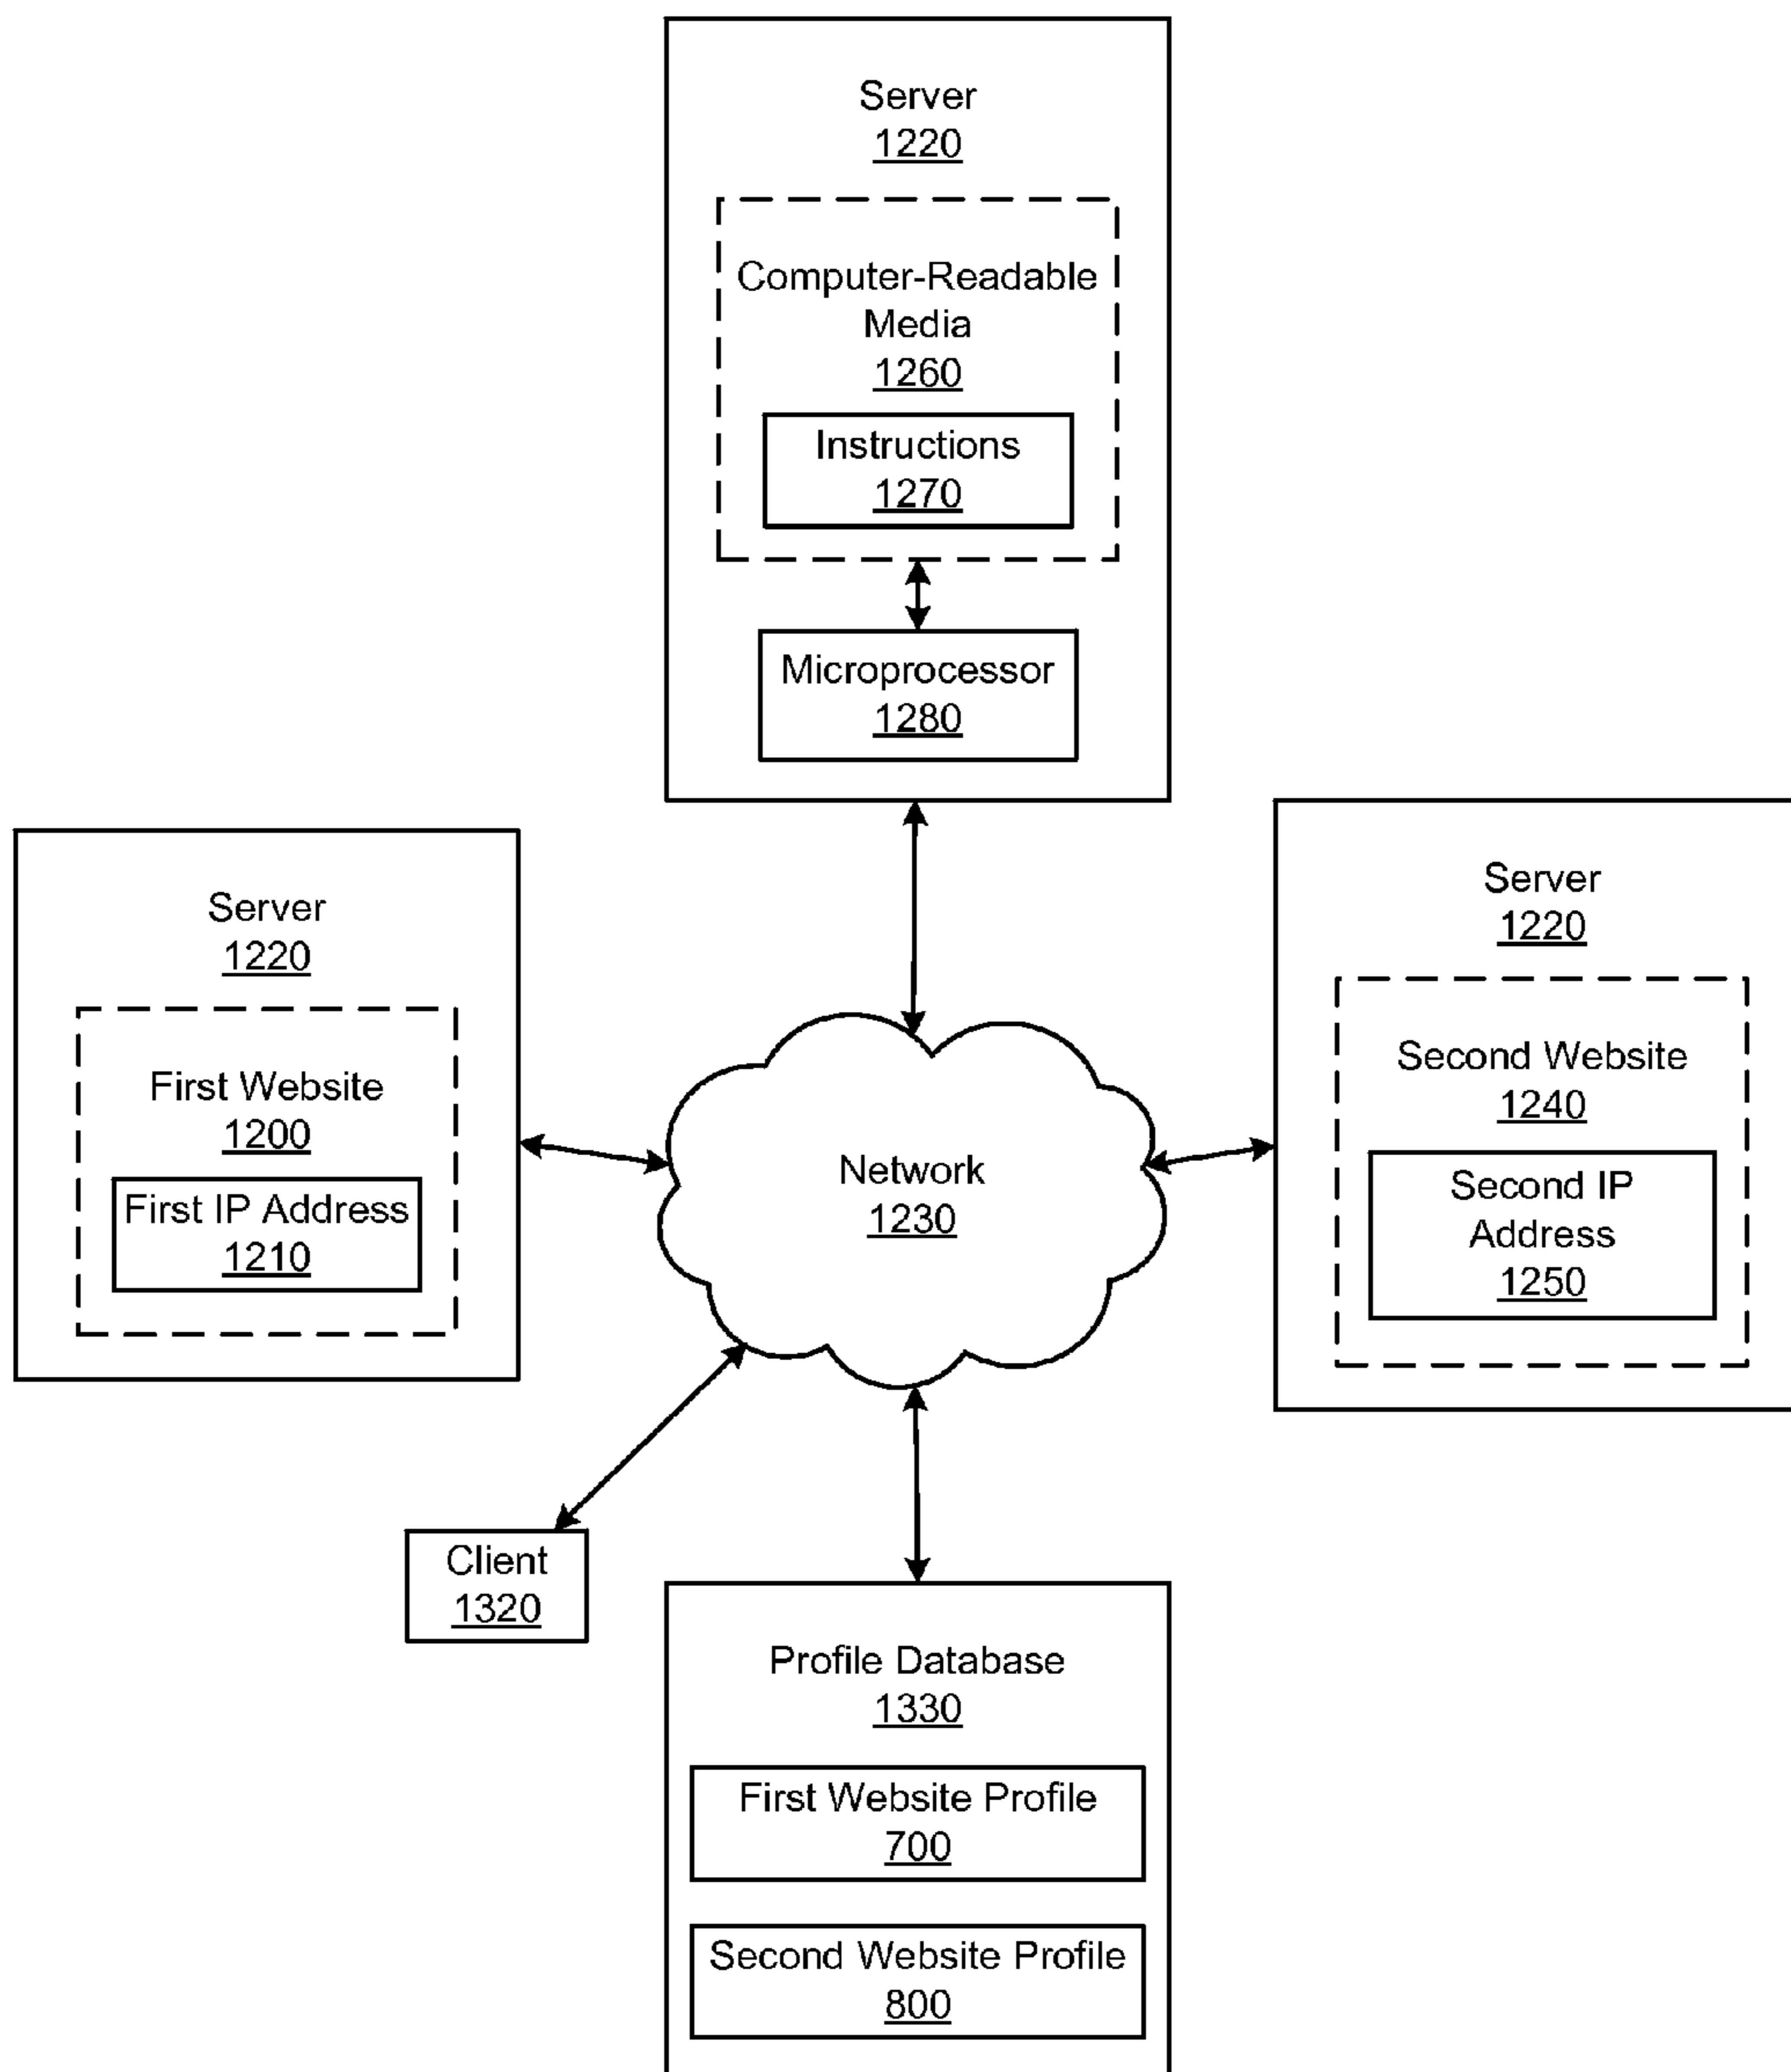 Server
1220
Computer-Readable
Media
1260
Instructions
1270
Microprocessor
1280
Server
1220
First Website
1200
First IP Address
1210
Network
1230
Server
1220
Second Website
1240
Second IP
Address
1250
Client
1320
Profile Database
1330
First Website Profile
700
Second Website Profile
800